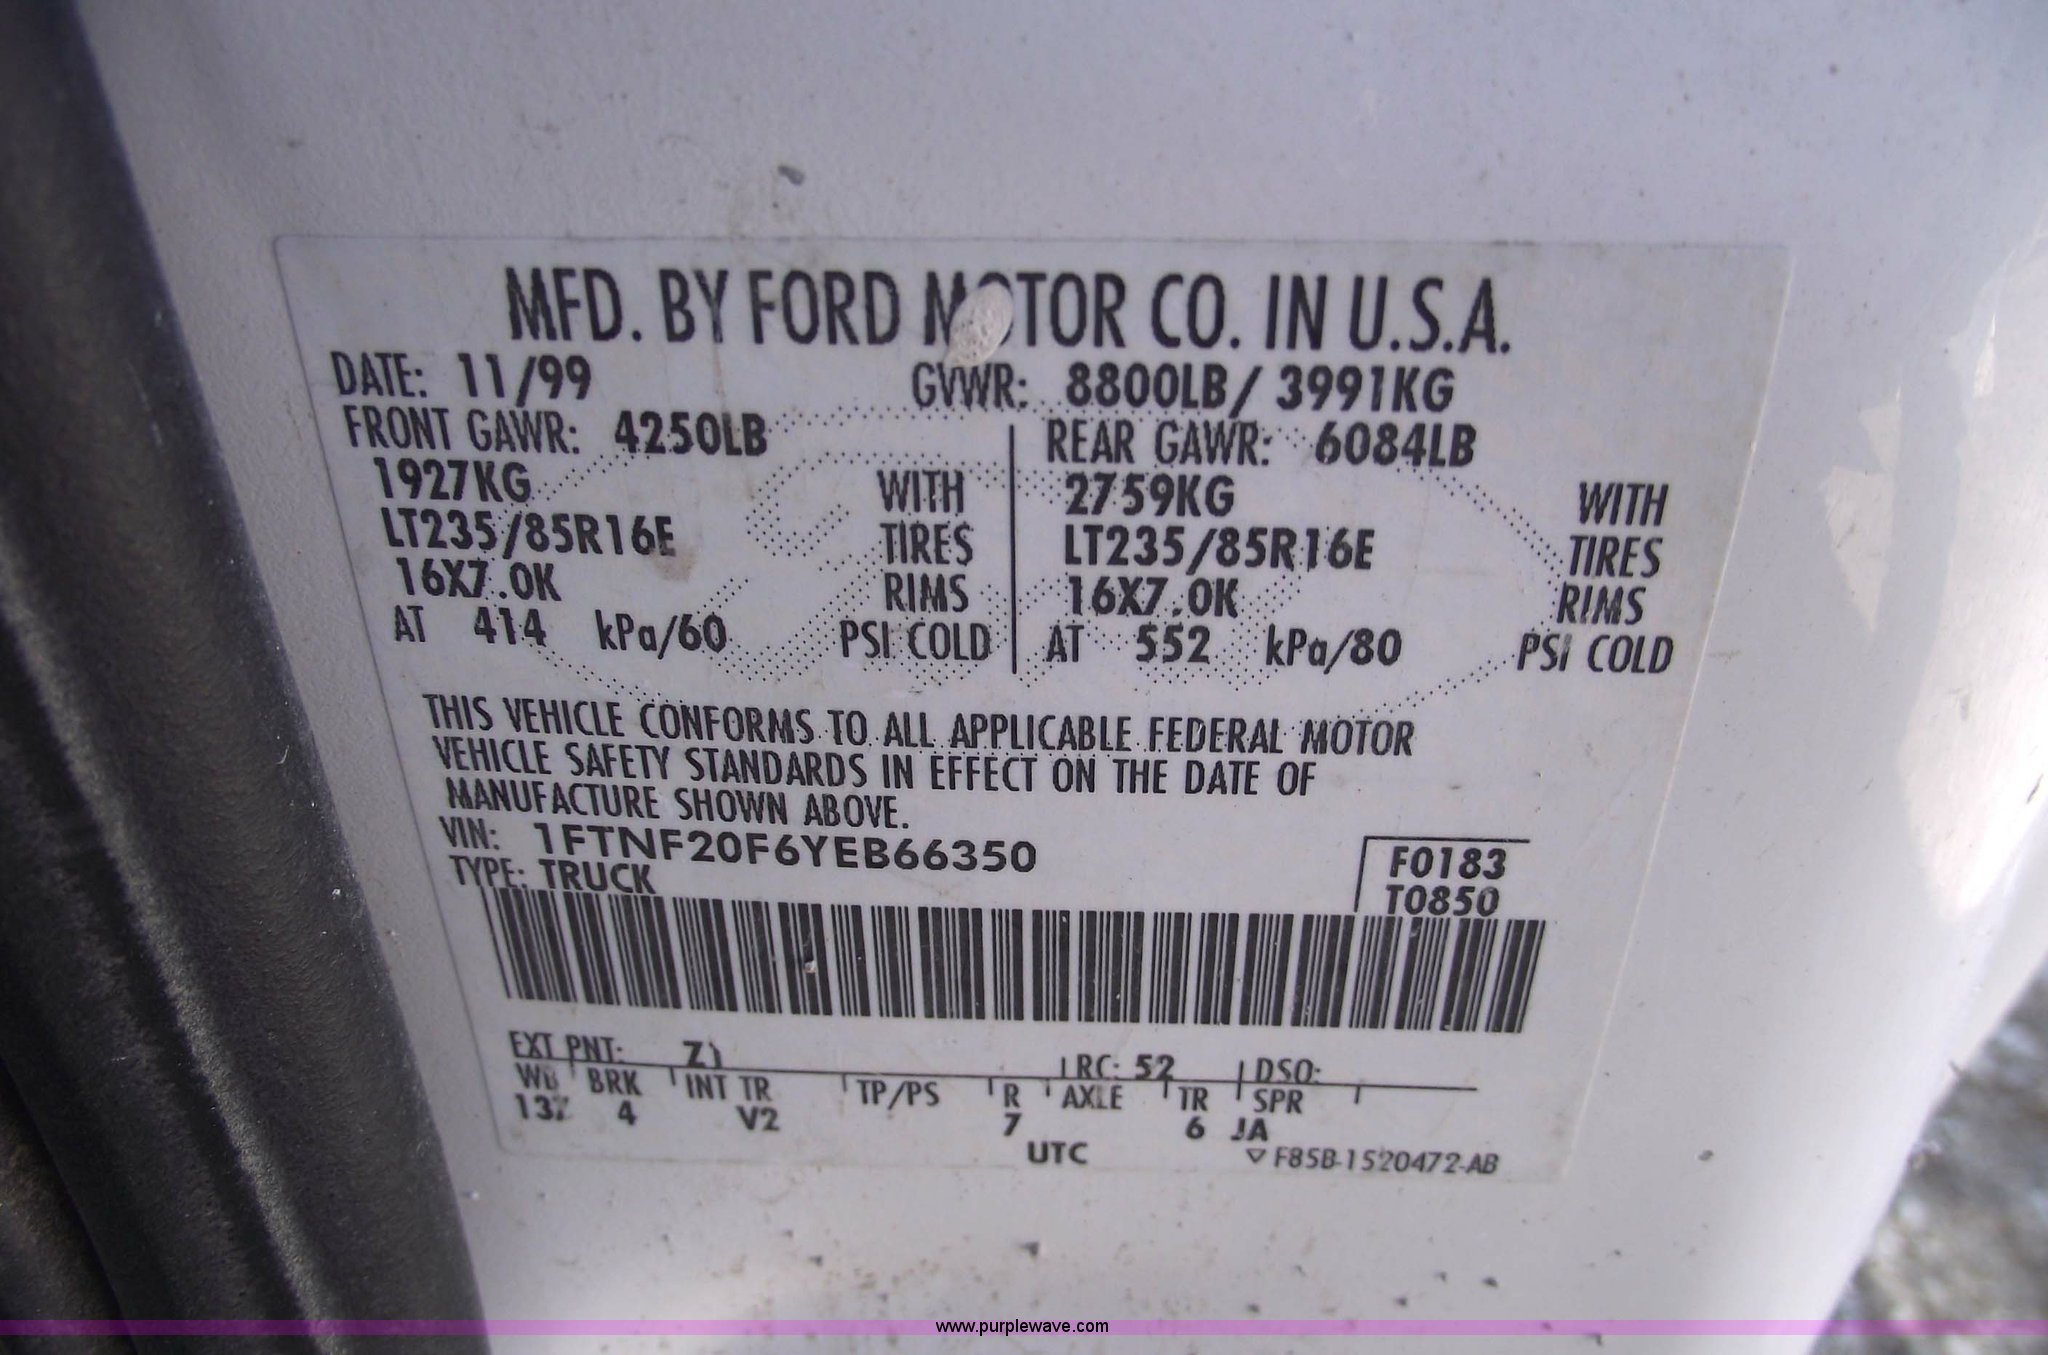 MFD. BY FORD MOTOR CO. IN U.S.A.
DATE: 11/99 GVWR: 8800LB/ 3991KG
FRONT GAWR: 4250LB REAR GAWR: 6084LB
1927KG WITH 2759KG WITH
LT235/85R16E TIRES LT235/85R16E TIRES
16X7.0K RIMS 16X7.0K RIMS
AT 414 kPa/60 PSI COLD AT 552 kPa/80 PSI COLD
THIS VEHICLE CONFORMS TO ALL APPLICABLE FEDERAL MOTOR
VEHICLE SAFETY STANDARDS IN EFFECT ON THE DATE OF
MANUFACTURE SHOWN ABOVE.
VIN: 1FTNF20F6YEB66350
TYPE: TRUCK
F0183
T0850
EXT PNT: Z1 RC: 52 DSO:
WB BRK INT TR TP/PS R AXLE TR SPR
137 4 V2 7 6 JA
UTC F85B-1520472-AB
www.purplewave.com